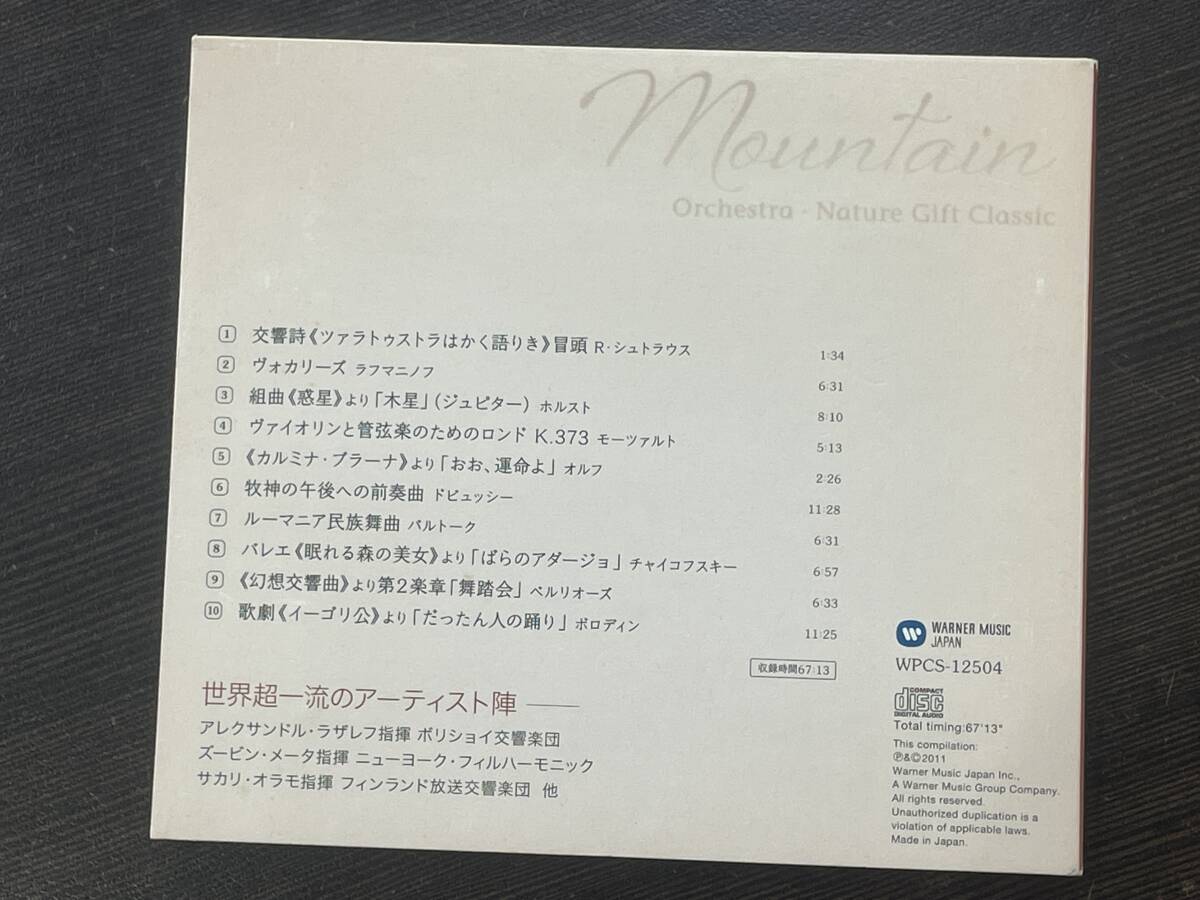 Mountain
Orchestra・Nature Gift Classic
1 交響詩《ツァラトゥストラはかく語りき》冒頭 R・シュトラウス 1:34
2 ヴォカリーズ ラフマニノフ 6:31
3 組曲《惑星》より「木星」(ジュピター) ホルスト 8:10
4 ヴァイオリンと管弦楽のためのロンド K.373 モーツァルト 5:13
5 《カルミナ・ブラーナ》より「おお、運命よ」 オルフ 2:26
6 牧神の午後への前奏曲 ドビュッシー 11:28
7 ルーマニア民族舞曲 バルトーク 6:31
8 バレエ《眠れる森の美女》より「ばらのアダージョ」 チャイコフスキー 6:57
9 《幻想交響曲》より第2楽章「舞踏会」 ベルリオーズ 6:33
10 歌劇《イーゴリ公》より「だったん人の踊り」 ボロディン 11:25
収録時間67:13
世界超一流のアーティスト陣
アレクサンドル・ラザレフ指揮 ボリショイ交響楽団
ズービン・メータ指揮 ニューヨーク・フィルハーモニック
サカリ・オラモ指揮 フィンランド放送交響楽団 他
WARNER MUSIC
JAPAN
WPCS-12504
COMPACT
disc
DIGITAL AUDIO
Total timing:67'13"
This compilation:
℗&©2011
Warner Music Japan Inc.,
A Warner Music Group Company.
All rights reserved.
Unauthorized duplication is a
violation of applicable laws.
Made in Japan.